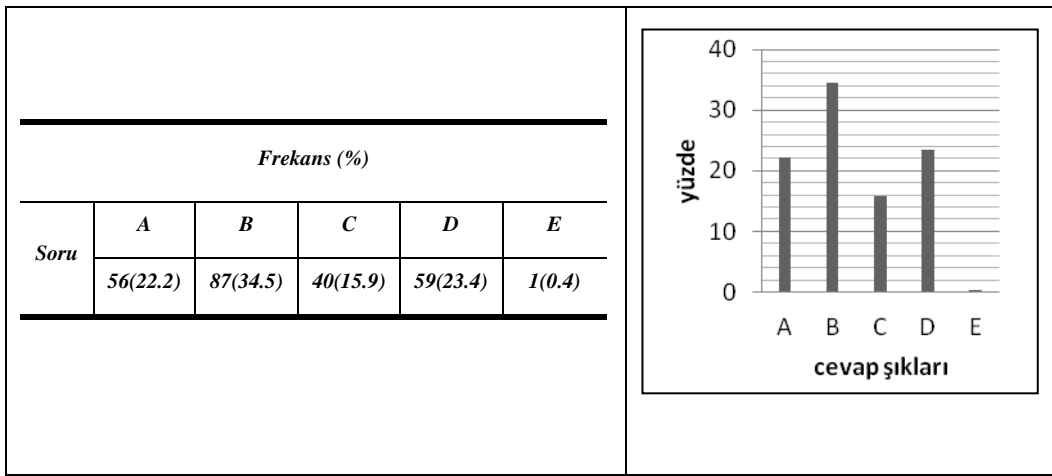 Frekans (%)
Soru
A B C D E
56(22.2) 87(34.5) 40(15.9) 59(23.4) 1(0.4)
40
30
20
10
0
yüzde
A B C D E
cevap şıkları